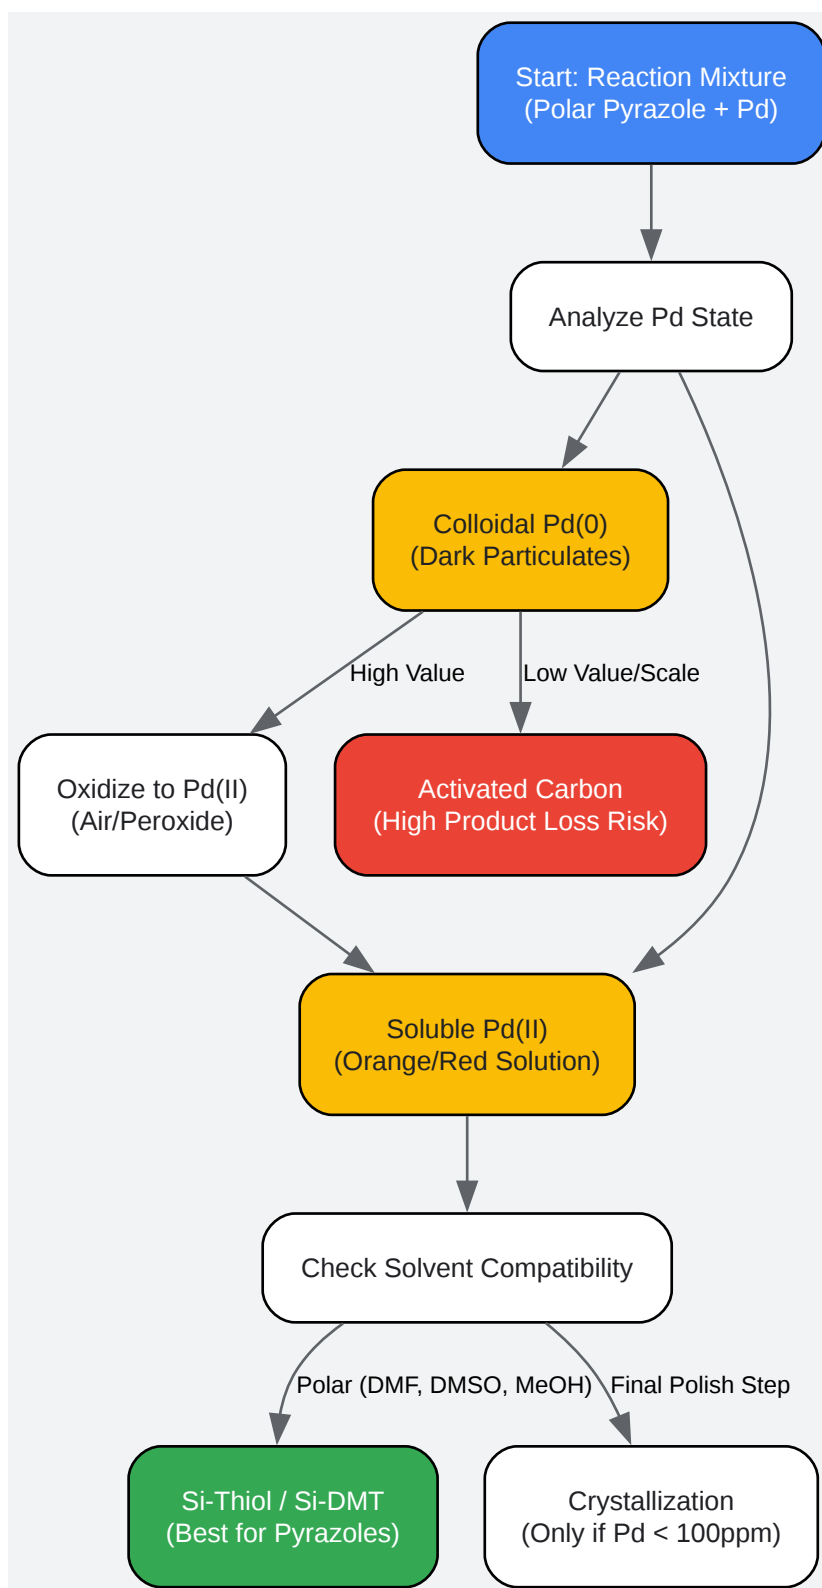 Start: Reaction Mixture
(Polar Pyrazole + Pd)
Analyze Pd State
Colloidal Pd(0)
(Dark Particulates)
High Value
Low Value/Scale
Oxidize to Pd(II)
(Air/Peroxide)
Activated Carbon
(High Product Loss Risk)
Soluble Pd(II)
(Orange/Red Solution)
Check Solvent Compatibility
Polar (DMF, DMSO, MeOH)
Final Polish Step
Si-Thiol / Si-DMT
(Best for Pyrazoles)
Crystallization
(Only if Pd < 100ppm)